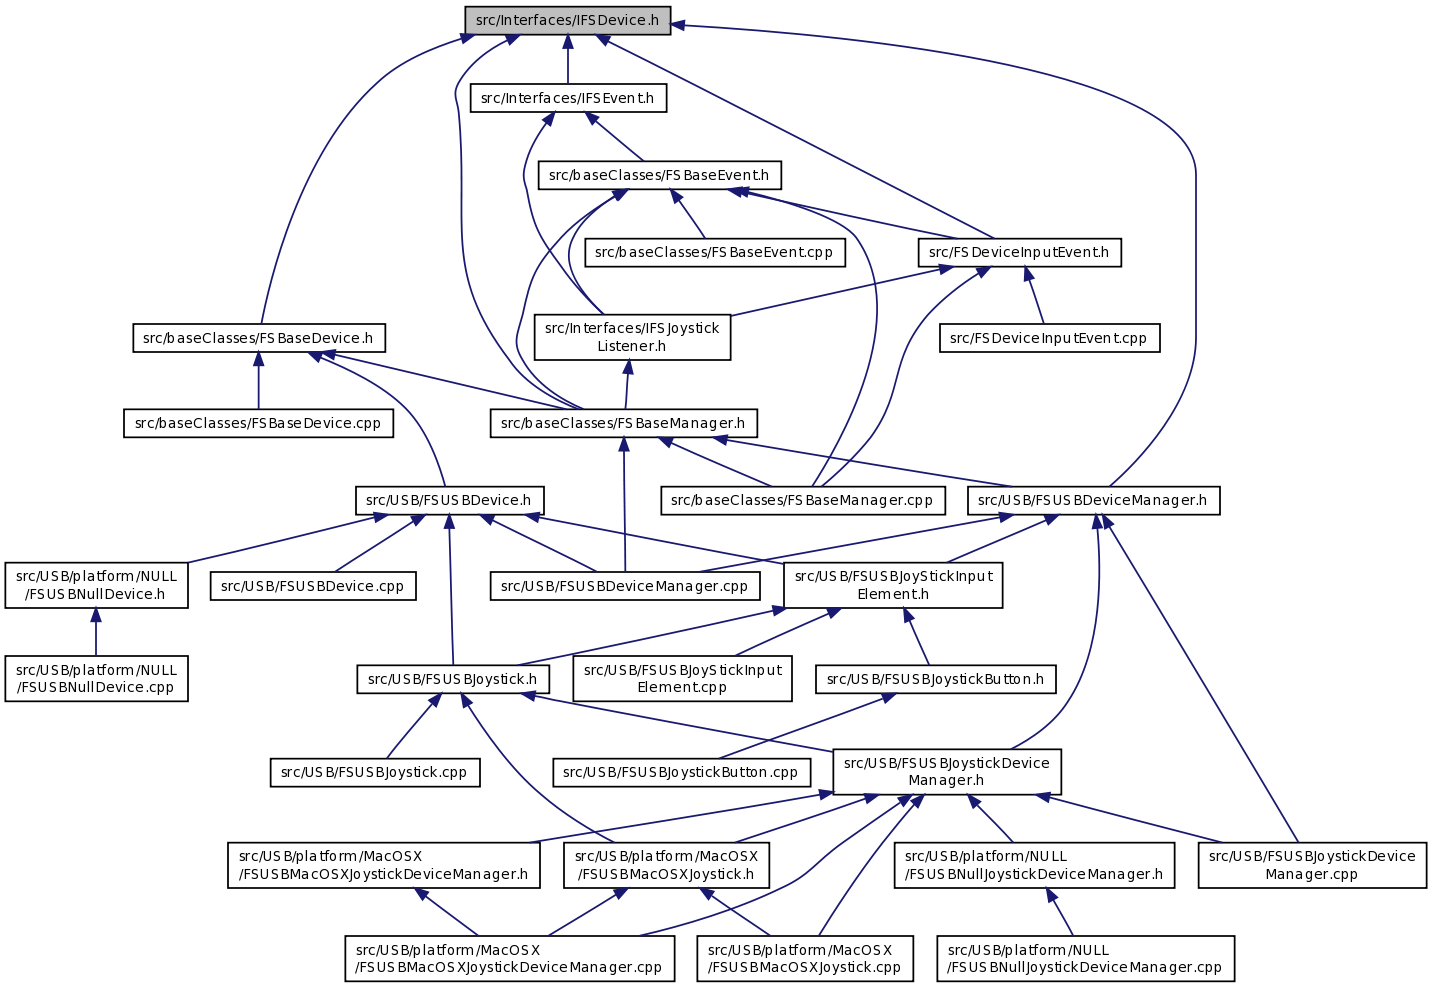 src/Interfaces/IFSDevice.h
src/Interfaces/IFSEvent.h
src/baseClasses/FSBaseEvent.h
src/baseClasses/FSBaseEvent.cpp
src/FSDeviceInputEvent.h
src/baseClasses/FSBaseDevice.h
src/Interfaces/IFSJoystick
Listener.h
src/FSDeviceInputEvent.cpp
src/baseClasses/FSBaseDevice.cpp
src/baseClasses/FSBaseManager.h
src/USB/FSUSBDevice.h
src/baseClasses/FSBaseManager.cpp
src/USB/FSUSBDeviceManager.h
src/USB/platform/NULL
/FSUSBNullDevice.h
src/USB/FSUSBDevice.cpp
src/USB/FSUSBDeviceManager.cpp
src/USB/FSUSBJoyStickInput
Element.h
src/USB/platform/NULL
/FSUSBNullDevice.cpp
src/USB/FSUSBJoystick.h
src/USB/FSUSBJoyStickInput
Element.cpp
src/USB/FSUSBJoystickButton.h
src/USB/FSUSBJoystick.cpp
src/USB/FSUSBJoystickButton.cpp
src/USB/FSUSBJoystickDevice
Manager.h
src/USB/platform/MacOSX
/FSUSBMacOSXJoystickDeviceManager.h
src/USB/platform/MacOSX
/FSUSBMacOSXJoystick.h
src/USB/platform/NULL
/FSUSBNullJoystickDeviceManager.h
src/USB/FSUSBJoystickDevice
Manager.cpp
src/USB/platform/MacOSX
/FSUSBMacOSXJoystickDeviceManager.cpp
src/USB/platform/MacOSX
/FSUSBMacOSXJoystick.cpp
src/USB/platform/NULL
/FSUSBNullJoystickDeviceManager.cpp